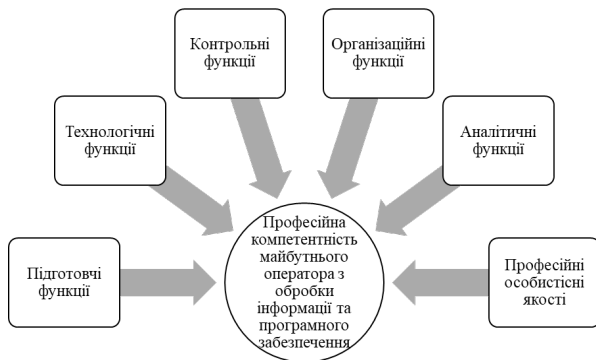 Контрольні
функції
Організаційні
функції
Технологічні
функції
Аналітичні
функції
Підготовчі
функції
Професійна
компетентність
майбутнього
оператора з
обробки
інформації та
програмного
забезпечення
Професійні
особистісні
якості